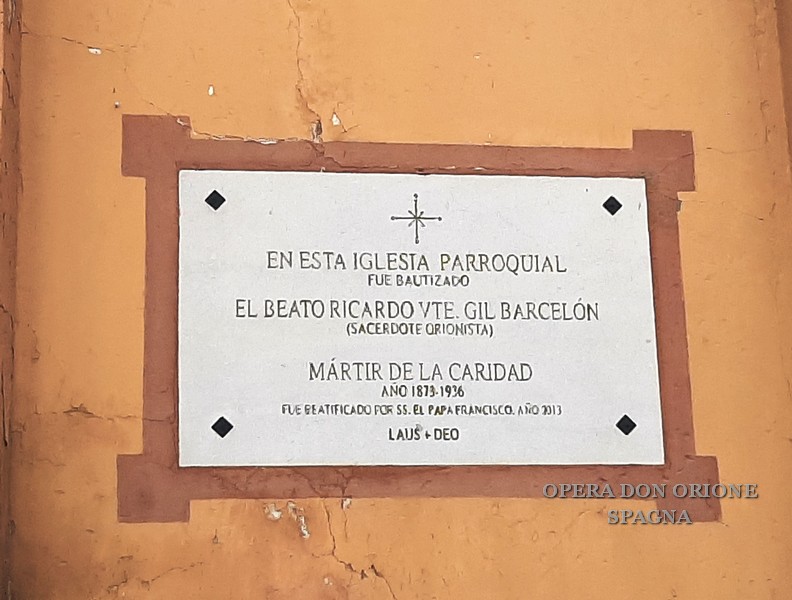 EN ESTA IGLESIA PARROQUIAL
FUE BAUTIZADO
EL BEATO RICARDO VTE. GIL BARCELÓN
(SACERDOTE ORIONISTA)
MÁRTIR DE LA CARIDAD
AÑO 1873-1936
FUE BEATIFICADO POR SS. EL PAPA FRANCISCO, AÑO 2013
LAUS + DEO
OPERA DON ORIONE
SPAGNA